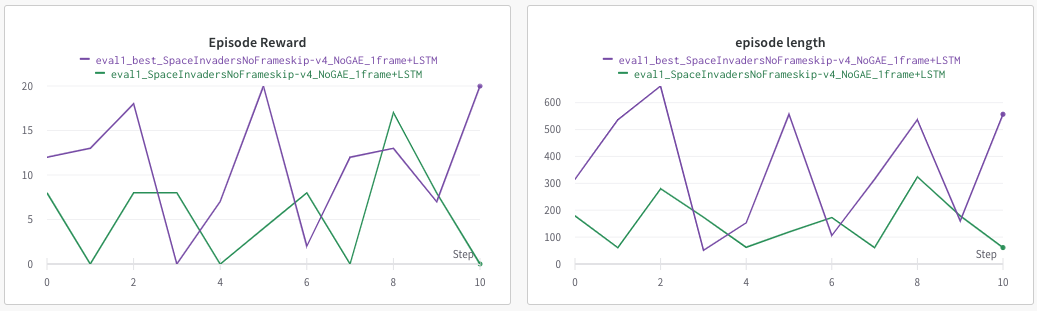 Episode Reward
eval1_best_SpaceInvadersNoFrameskip-v4_NoGAE_1frame+LSTM
eval1_SpaceInvadersNoFrameskip-v4_NoGAE_1frame+LSTM
20
15
10
5
0
Step
0 2 4 6 8 10
episode length
eval1_best_SpaceInvadersNoFrameskip-v4_NoGAE_1frame+LSTM
eval1_SpaceInvadersNoFrameskip-v4_NoGAE_1frame+LSTM
600
500
400
300
200
100
0
Step
0 2 4 6 8 10